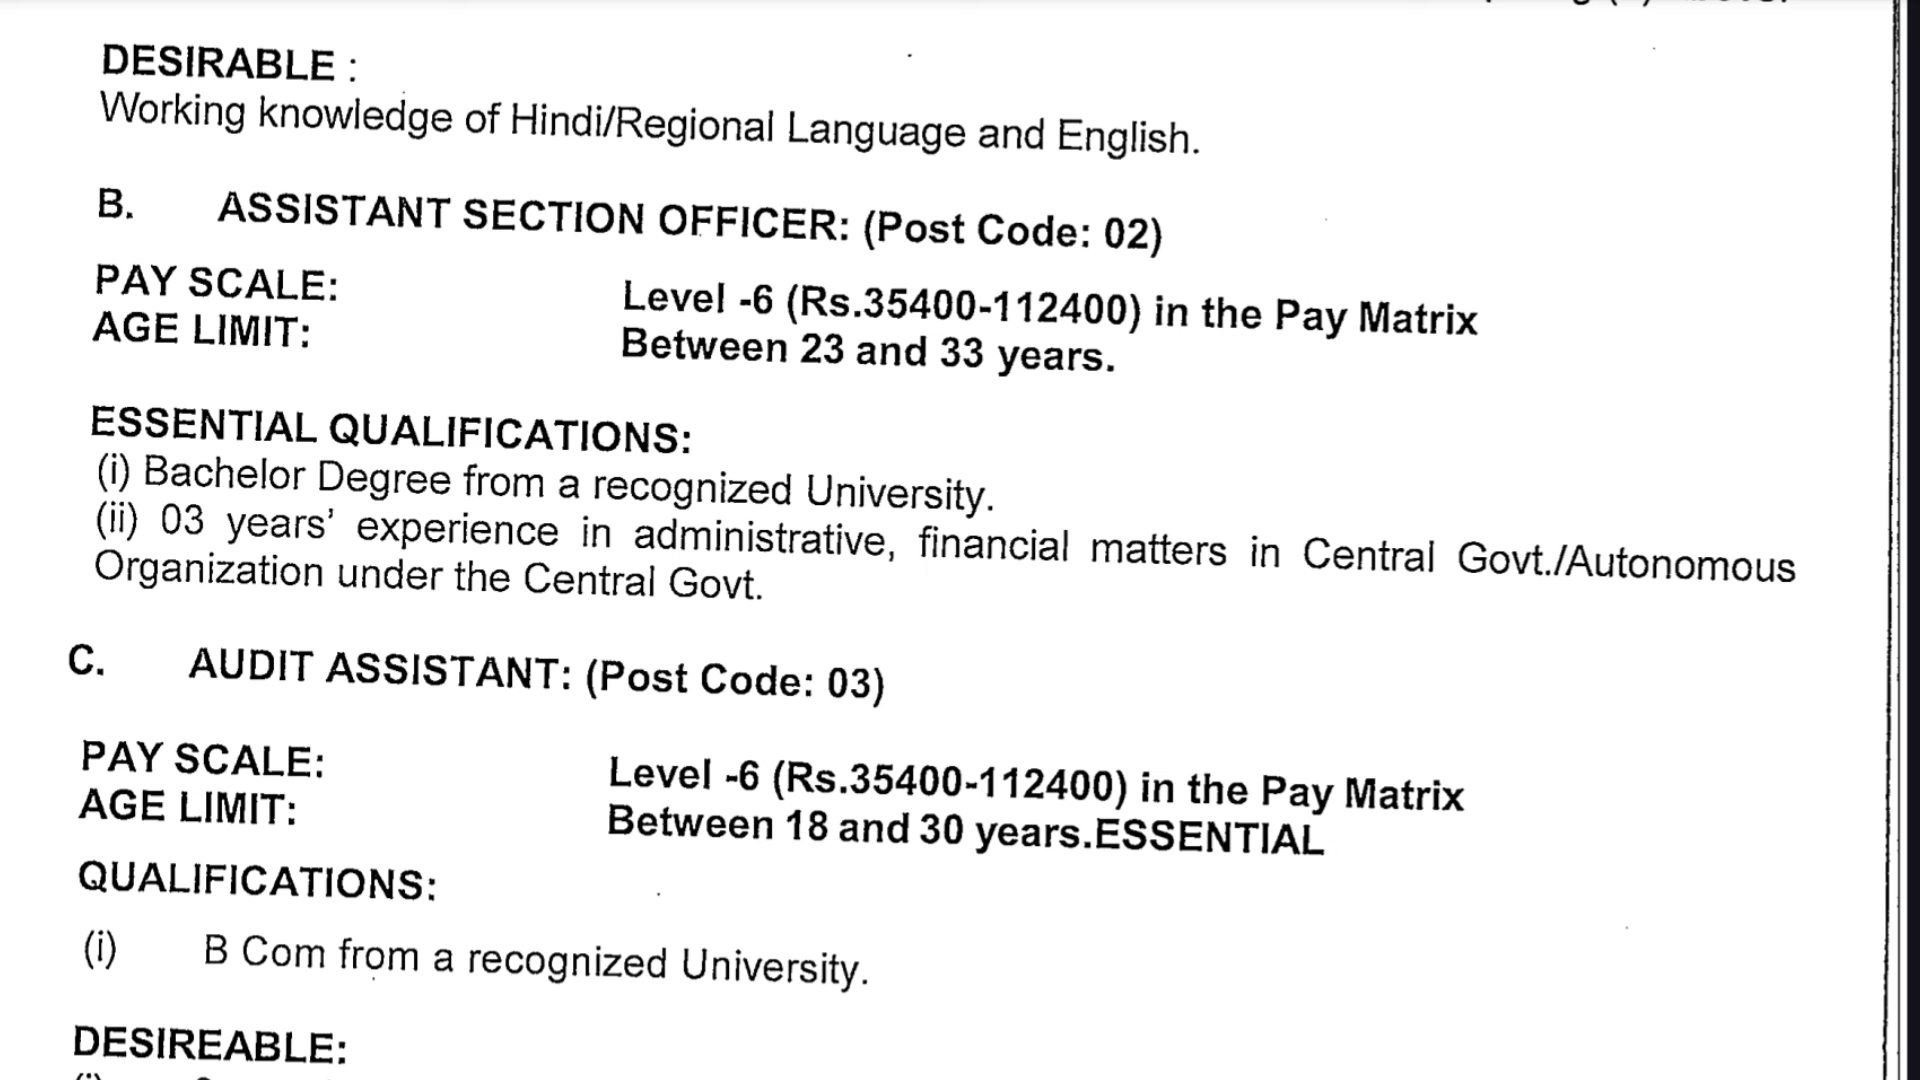 DESIRABLE :
Working knowledge of Hindi/Regional Language and English.
B. ASSISTANT SECTION OFFICER: (Post Code: 02)
PAY SCALE: Level -6 (Rs.35400-112400) in the Pay Matrix
AGE LIMIT: Between 23 and 33 years.
ESSENTIAL QUALIFICATIONS:
(i) Bachelor Degree from a recognized University.
(ii) 03 years' experience in administrative, financial matters in Central Govt./Autonomous
Organization under the Central Govt.
C. AUDIT ASSISTANT: (Post Code: 03)
PAY SCALE: Level -6 (Rs.35400-112400) in the Pay Matrix
AGE LIMIT: Between 18 and 30 years.ESSENTIAL
QUALIFICATIONS:
(i) B Com from a recognized University.
DESIREABLE: